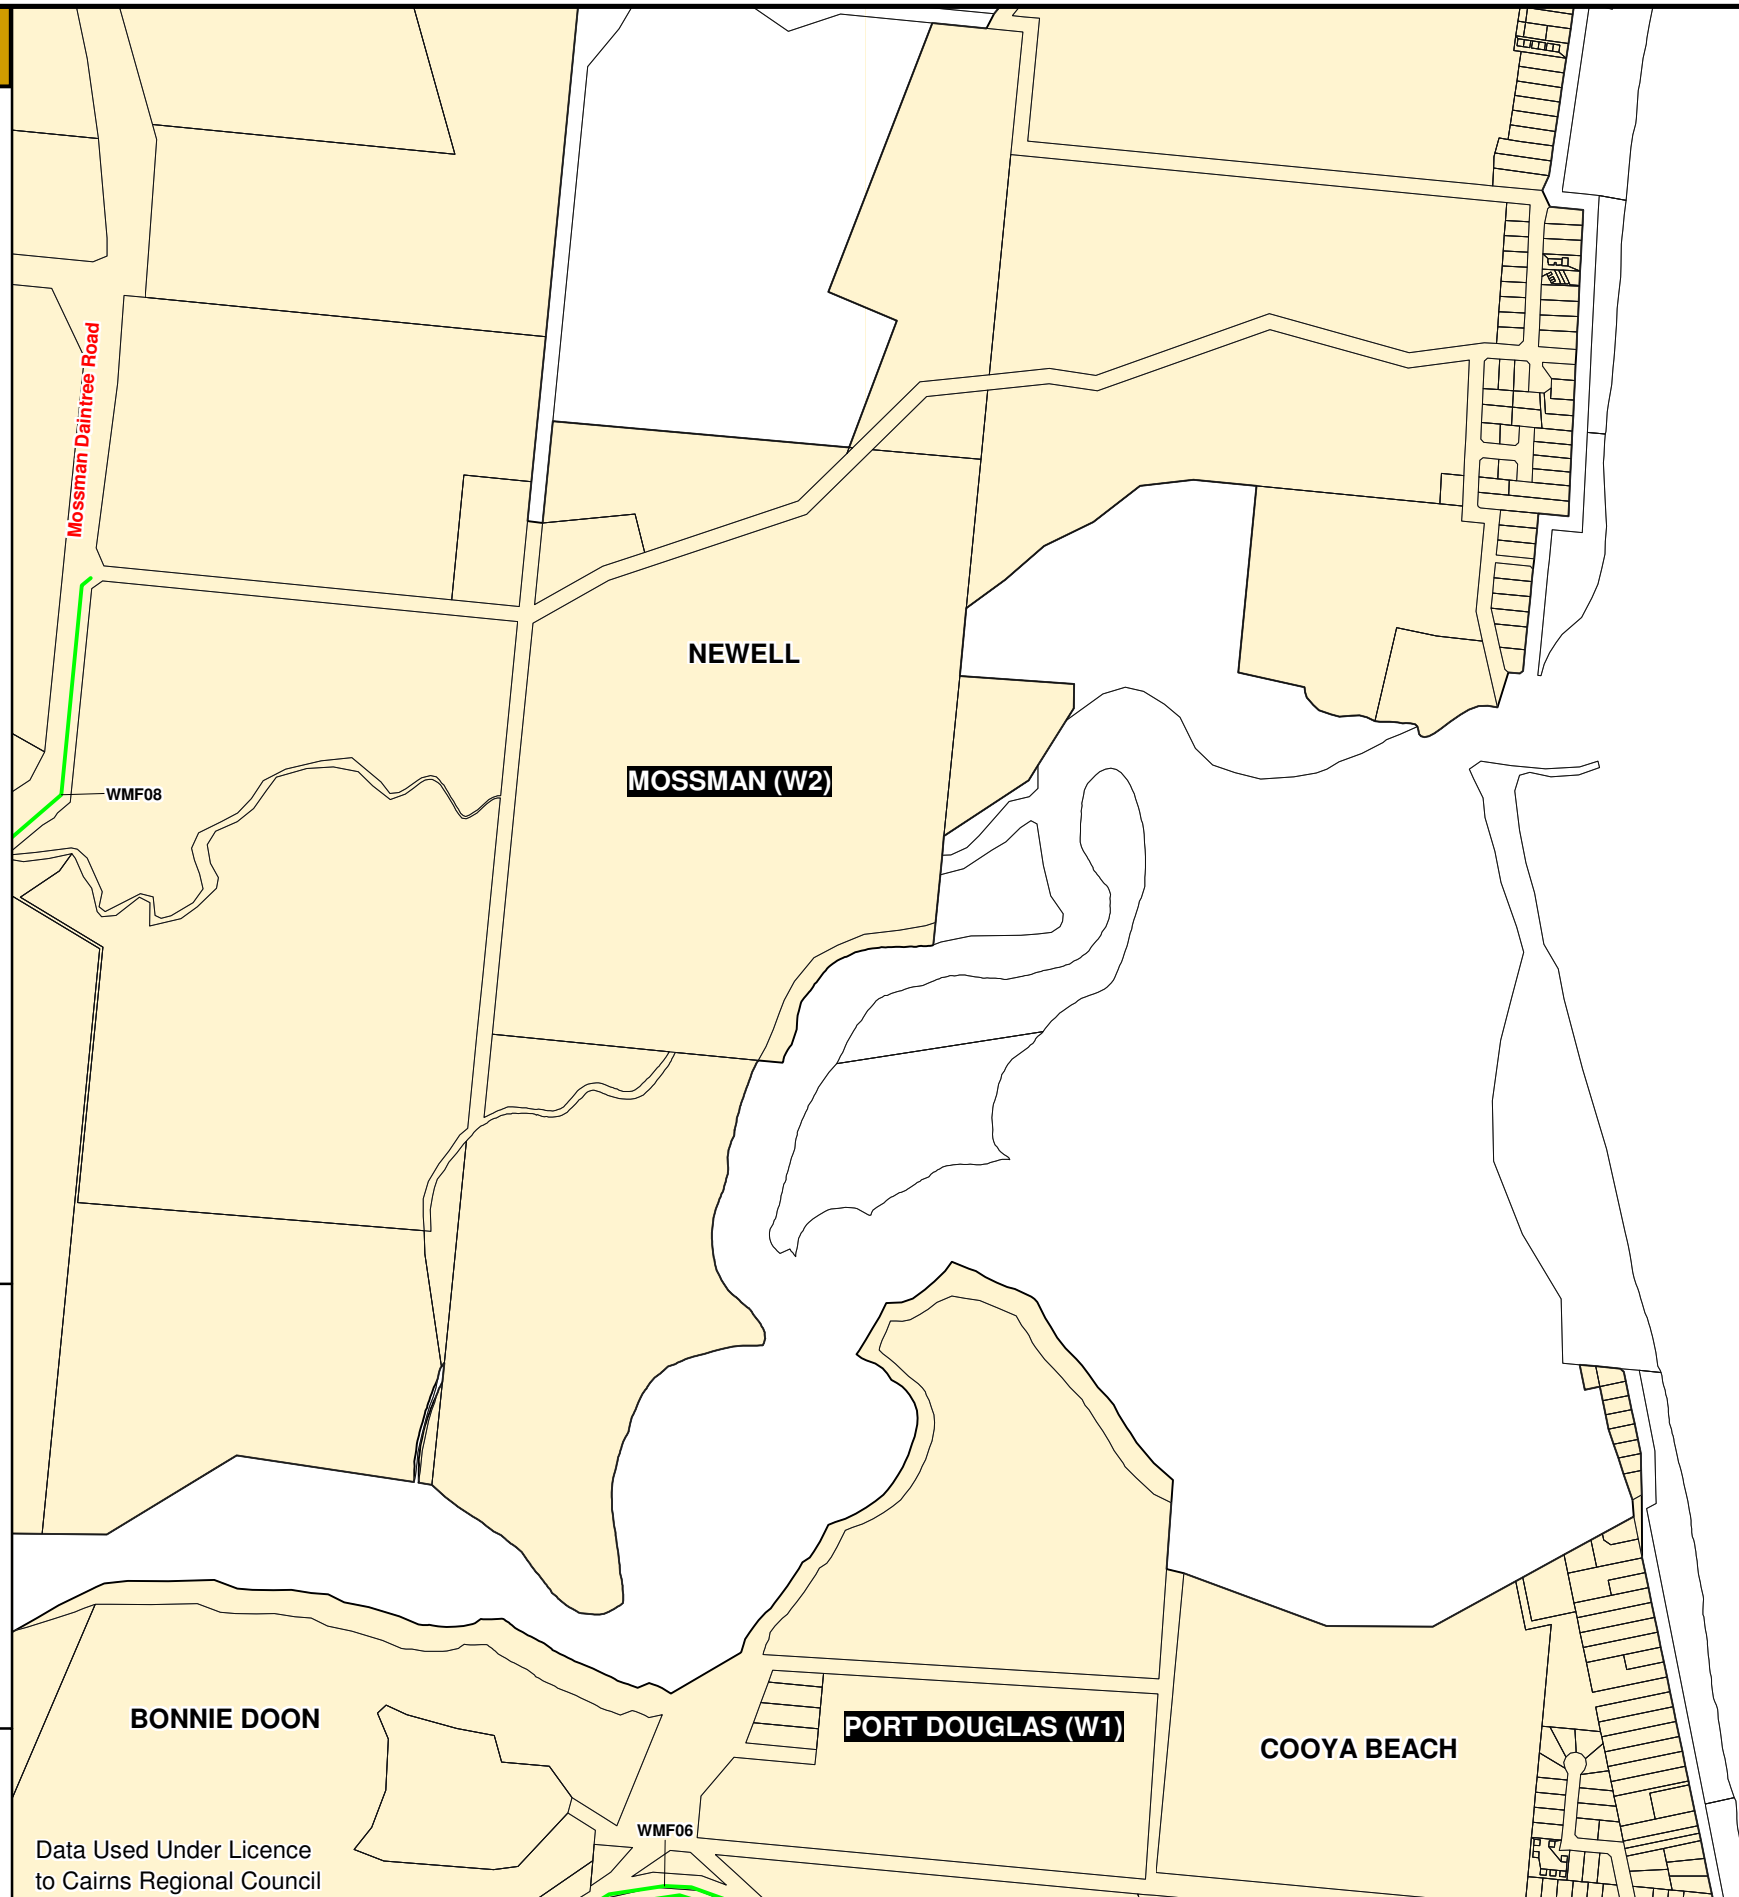 Mossman Daintree Road
NEWELL
MOSSMAN (W2)
WMF08
BONNIE DOON
PORT DOUGLAS (W1)
COOYA BEACH
WMF06
Data Used Under Licence
to Cairns Regional Council